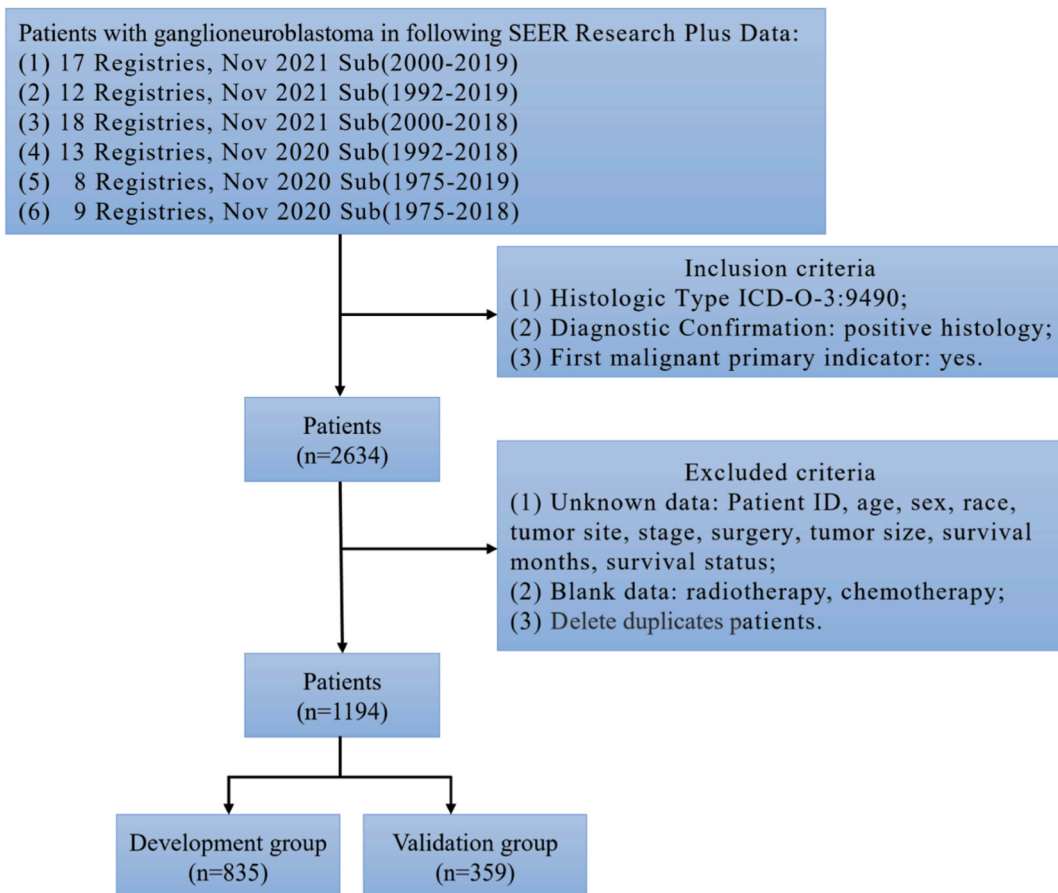 Patients with ganglioneuroblastoma in following SEER Research Plus Data:
(1) 17 Registries, Nov 2021 Sub(2000-2019)
(2) 12 Registries, Nov 2021 Sub(1992-2019)
(3) 18 Registries, Nov 2021 Sub(2000-2018)
(4) 13 Registries, Nov 2020 Sub(1992-2018)
(5) 8 Registries, Nov 2020 Sub(1975-2019)
(6) 9 Registries, Nov 2020 Sub(1975-2018)
Inclusion criteria
(1) Histologic Type ICD-O-3:9490;
(2) Diagnostic Confirmation: positive histology;
(3) First malignant primary indicator: yes.
Patients
(n=2634)
Excluded criteria
(1) Unknown data: Patient ID, age, sex, race,
tumor site, stage, surgery, tumor size, survival
months, survival status;
(2) Blank data: radiotherapy, chemotherapy;
(3) Delete duplicates patients.
Patients
(n=1194)
Development group
(n=835)
Validation group
(n=359)